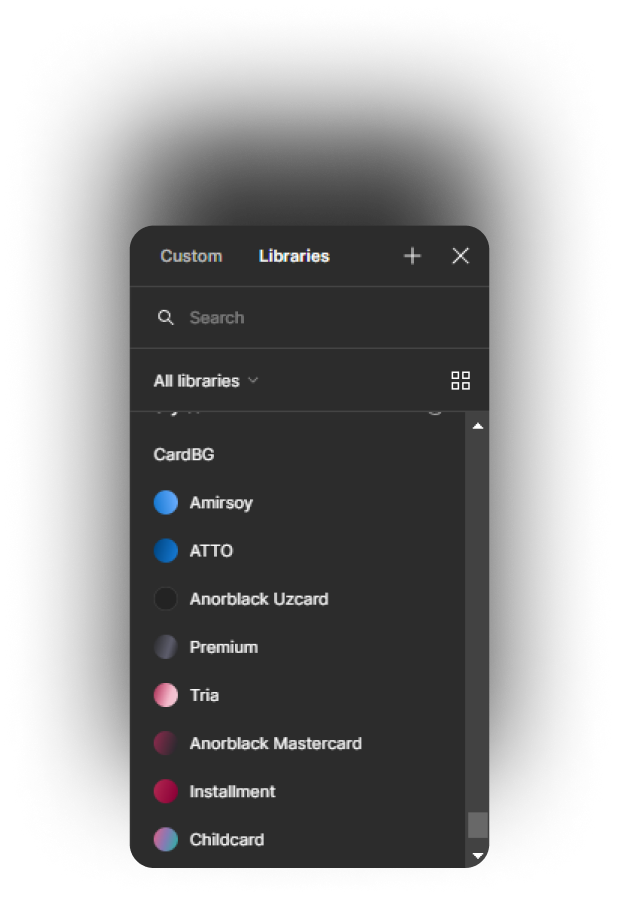 Custom Libraries
Search
All libraries
CardBG
Amirsoy
ATTO
Anorblack Uzcard
Premium
Tria
Anorblack Mastercard
Installment
Childcard